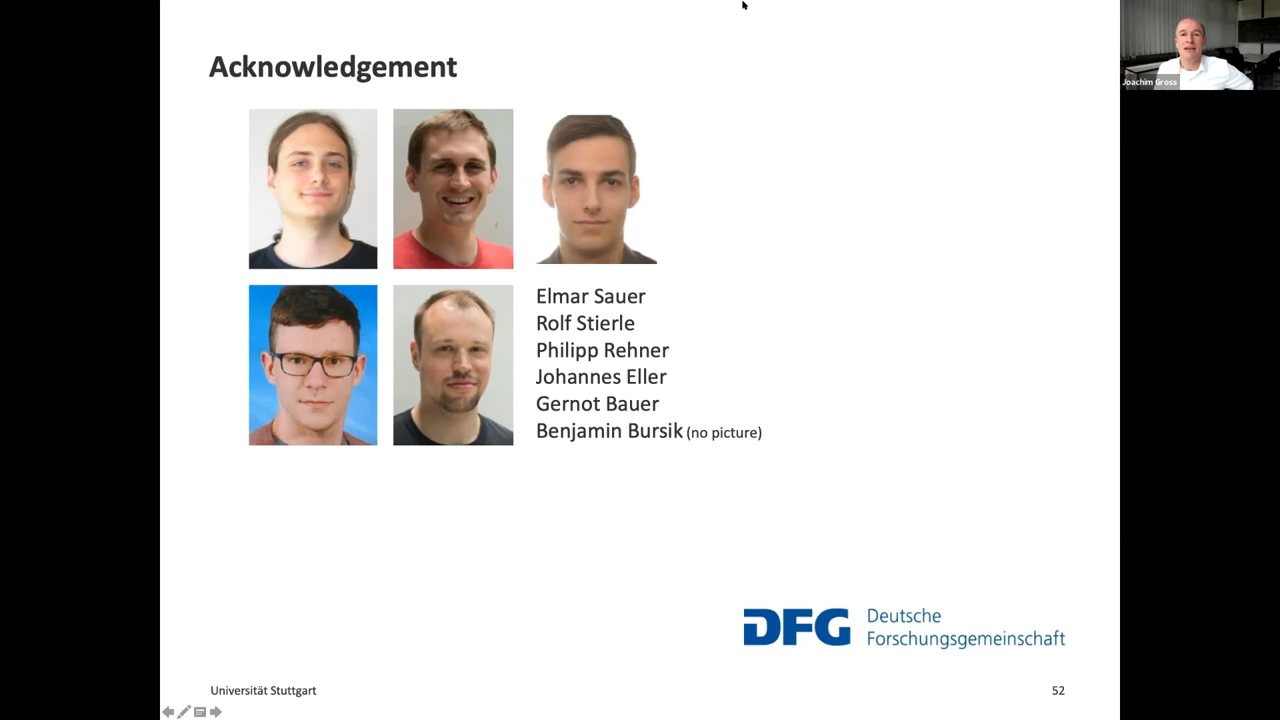 Acknowledgement
Joachim Gross
Elmar Sauer
Rolf Stierle
Philipp Rehner
Johannes Eller
Gernot Bauer
Benjamin Bursik (no picture)
DFG
Deutsche
Forschungsgemeinschaft
Universität Stuttgart
52